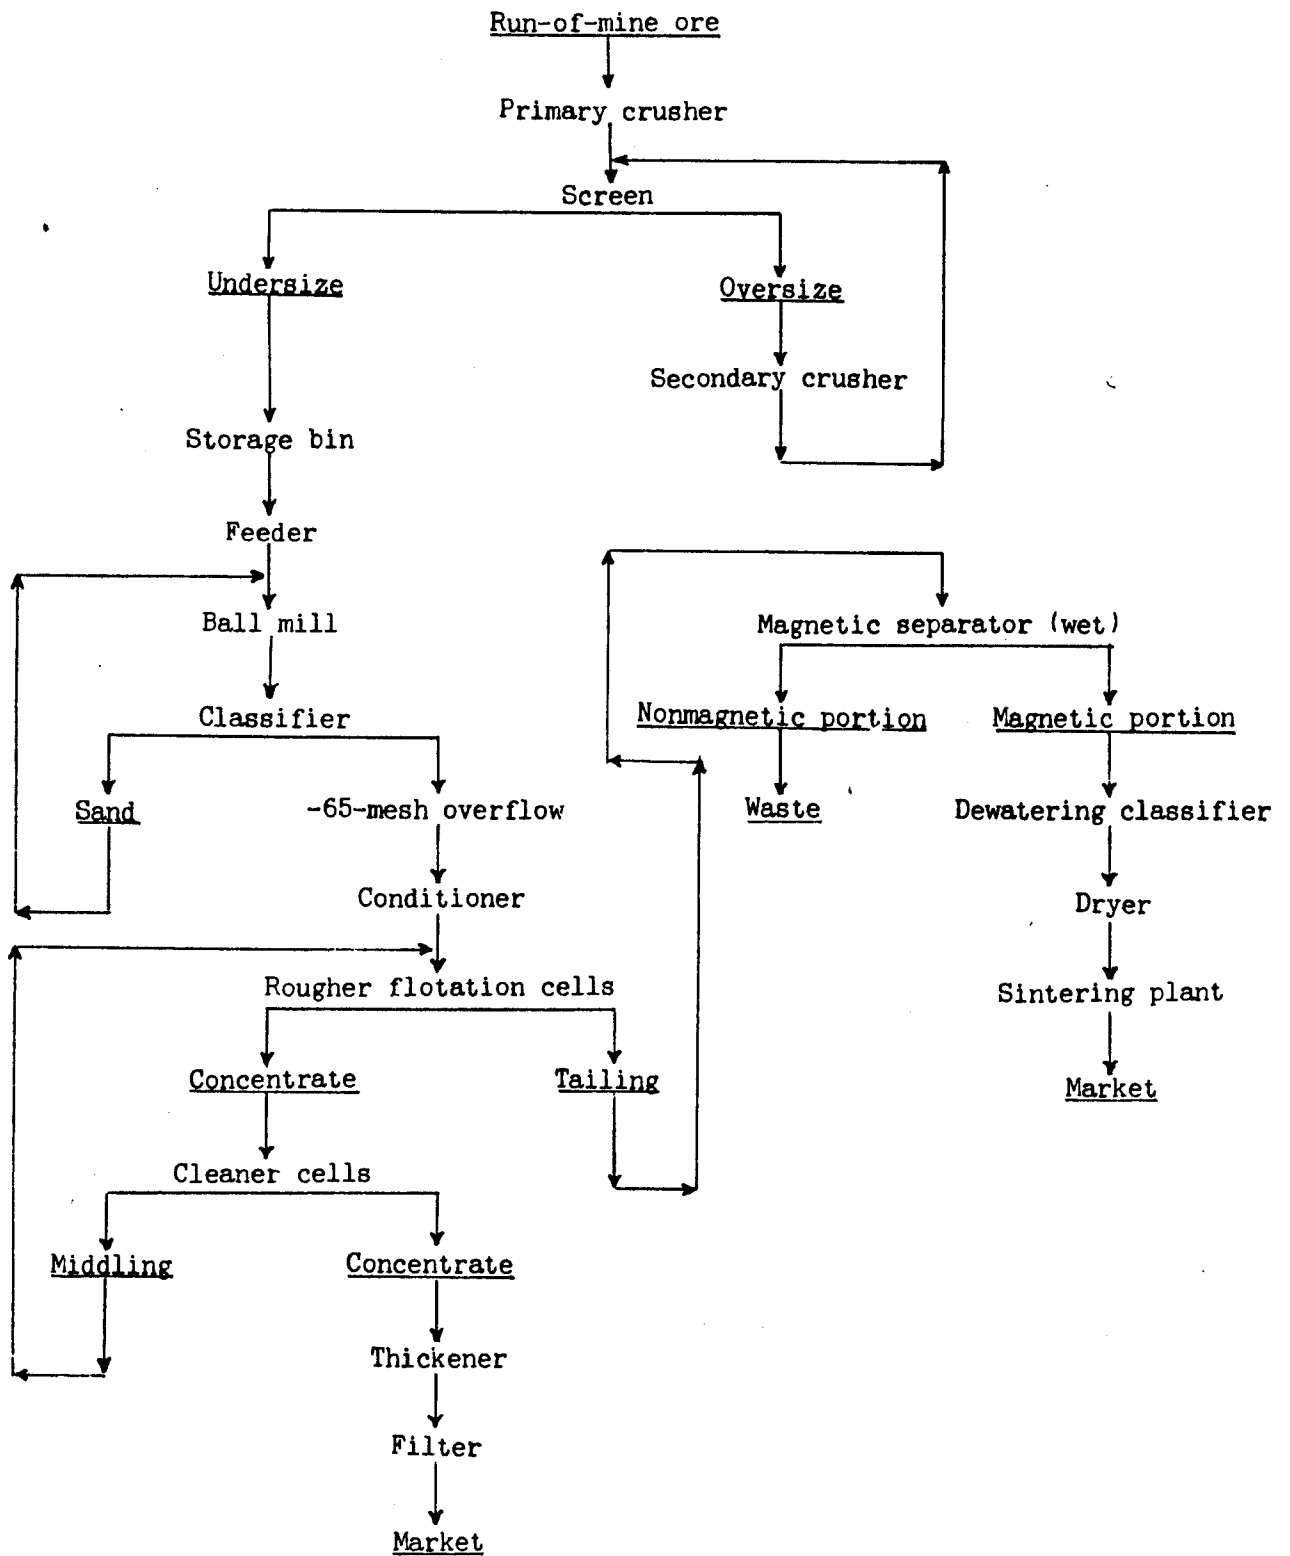 Run-of-mine ore
Primary crusher
Screen
Undersize
Oversize
Secondary crusher
Storage bin
Feeder
Ball mill
Classifier
Sand
-65-mesh overflow
Conditioner
Rougher flotation cells
Concentrate
Tailing
Cleaner cells
Middling
Concentrate
Thickener
Filter
Market
Magnetic separator (wet)
Nonmagnetic portion
Magnetic portion
Waste
Dewatering classifier
Dryer
Sintering plant
Market